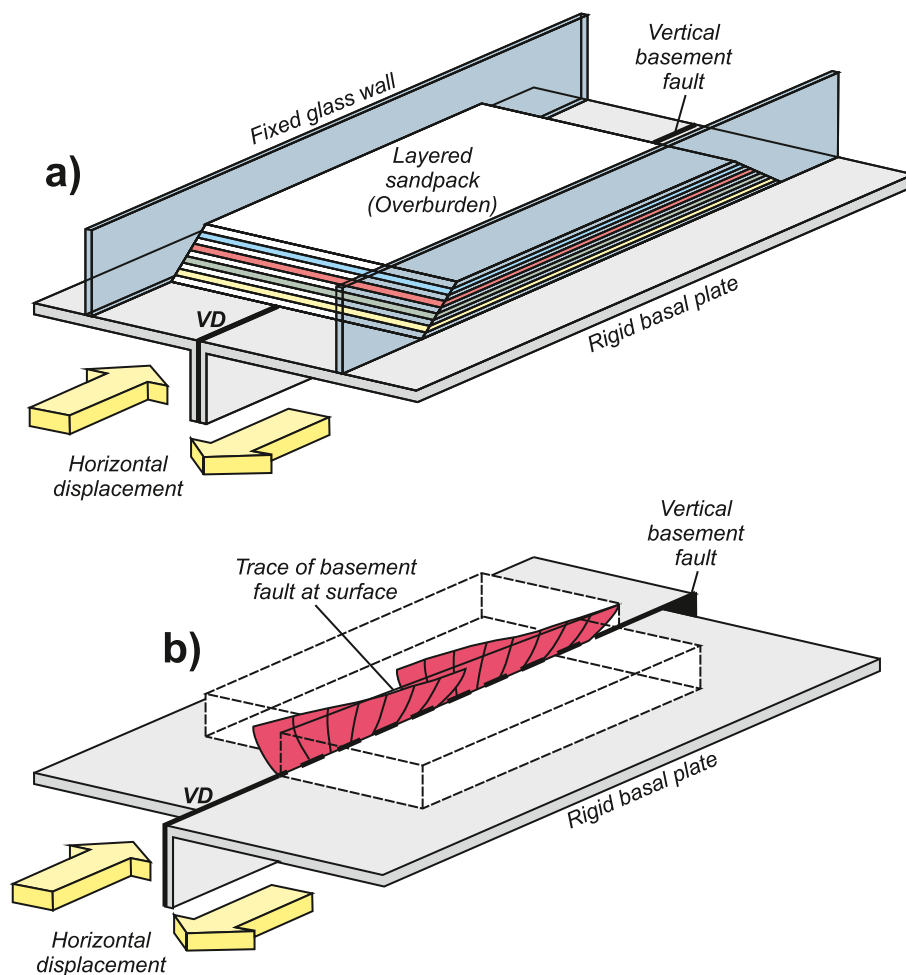 a)
Fixed glass wall
Vertical
basement
fault
Layered
sandpack
(Overburden)
VD
Rigid basal plate
Horizontal
displacement
b)
Trace of basement
fault at surface
Vertical
basement
fault
VD
Rigid basal plate
Horizontal
displacement